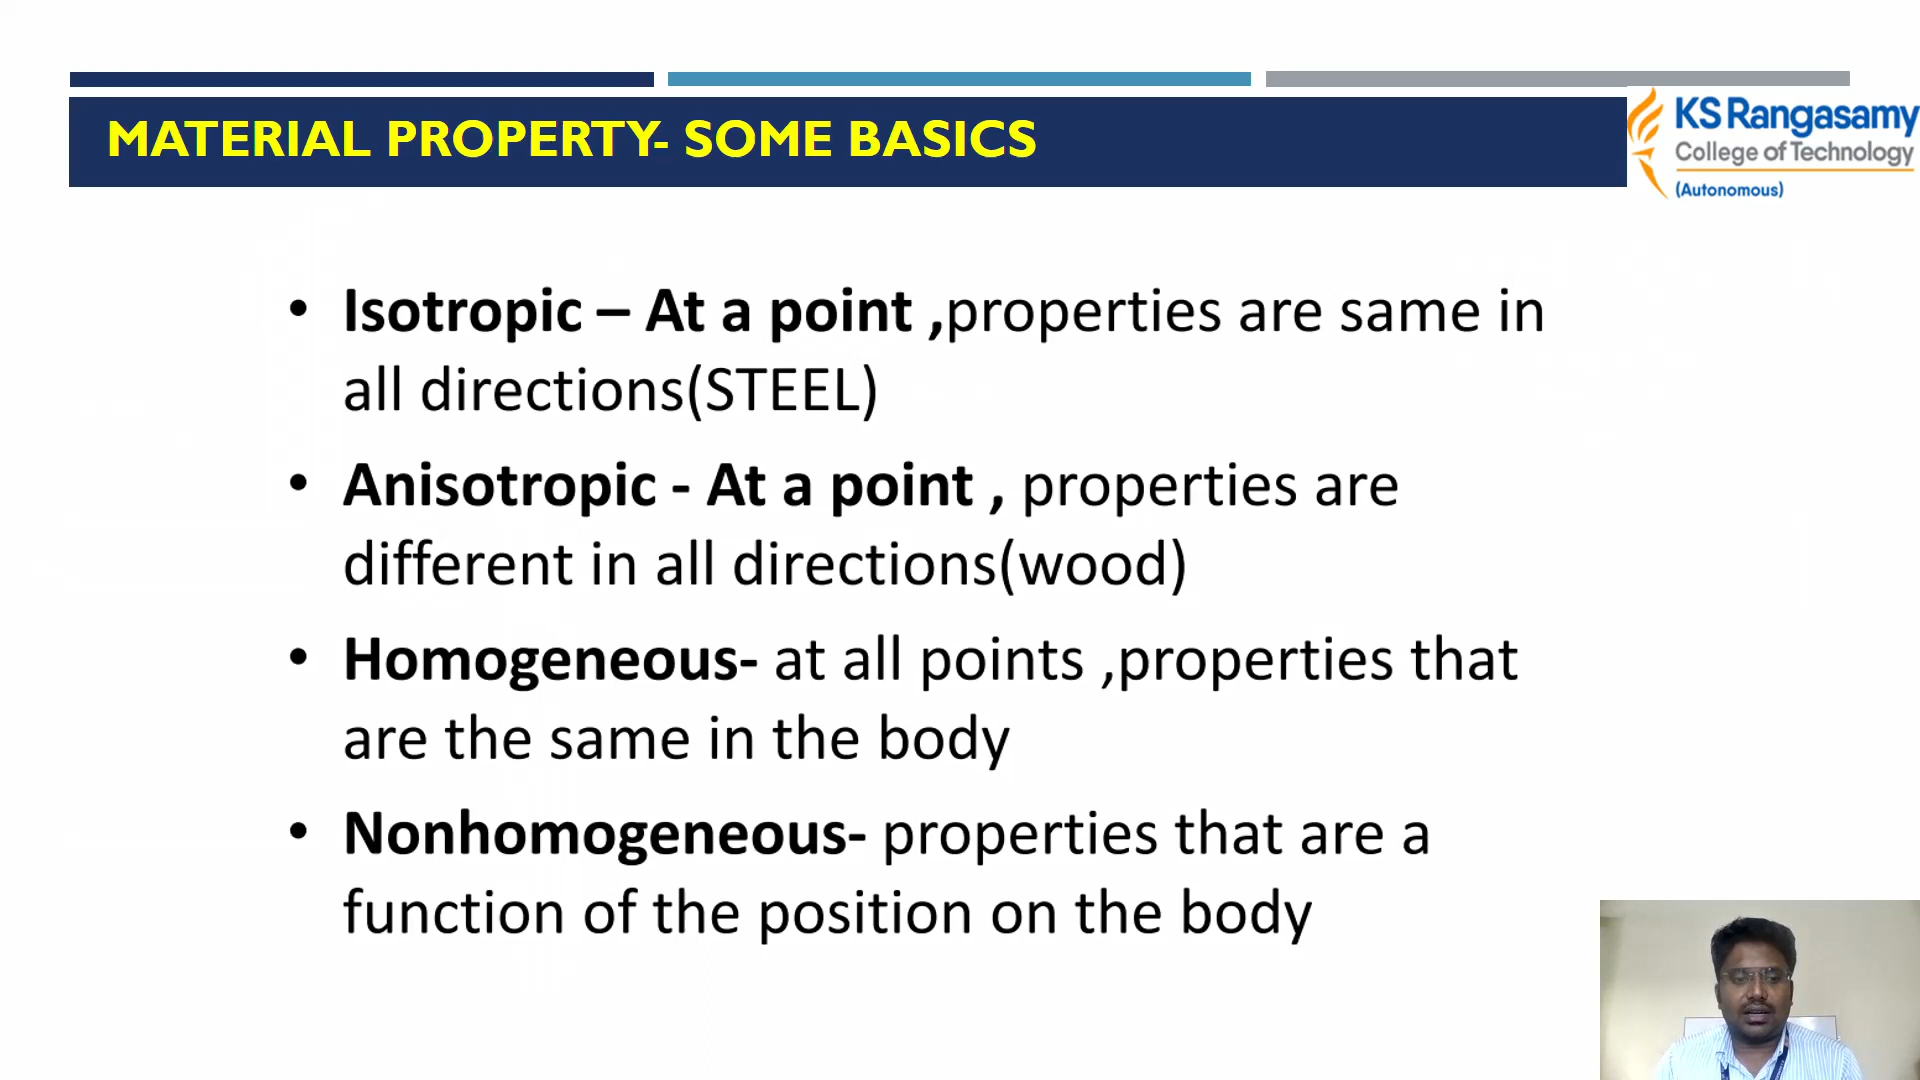 MATERIAL PROPERTY- SOME BASICS
KS Rangasamy
College of Technology
(Autonomous)
• Isotropic – At a point ,properties are same in
all directions(STEEL)
• Anisotropic - At a point , properties are
different in all directions(wood)
• Homogeneous- at all points ,properties that
are the same in the body
• Nonhomogeneous- properties that are a
function of the position on the body